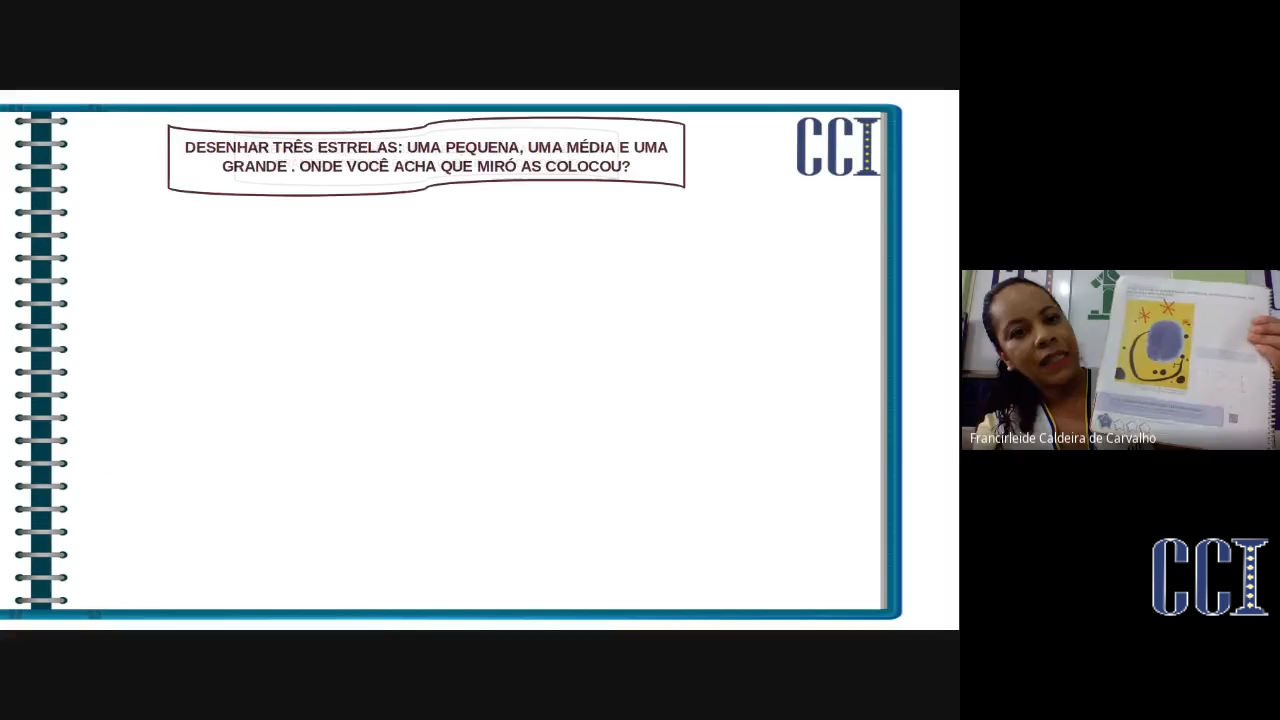 DESENHAR TRÊS ESTRELAS: UMA PEQUENA, UMA MÉDIA E UMA
GRANDE . ONDE VOCÊ ACHA QUE MIRÓ AS COLOCOU?
CCI
Francirleide Caldeira de Carvalho
CCI